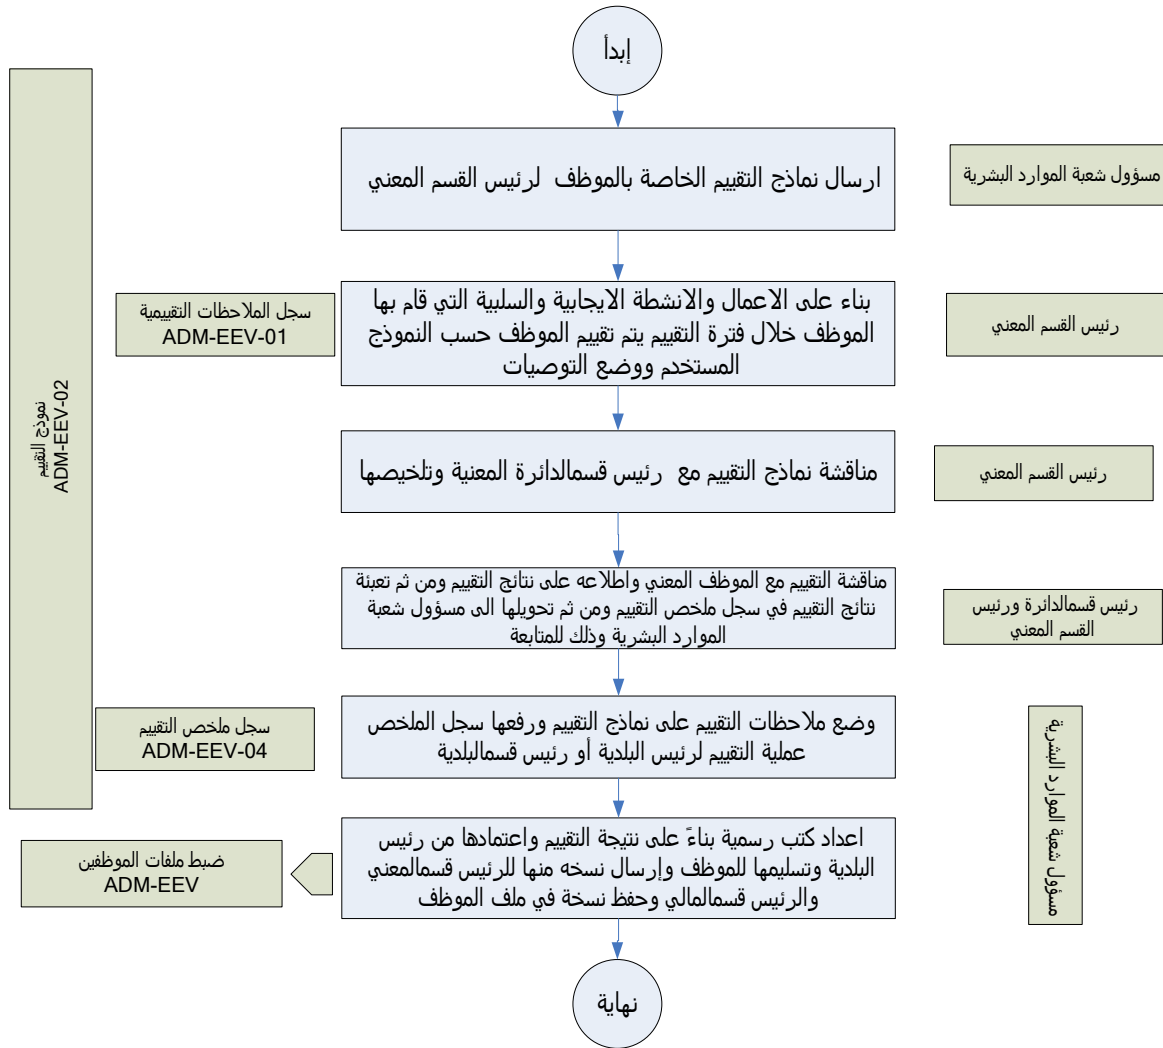 إبدأ
ارسال نماذج التقييم الخاصة بالموظف لرئيس القسم المعني
مسؤول شعبة الموارد البشرية
بناء على الاعمال والانشطة الايجابية والسلبية التي قام بها
الموظف خلال فترة التقييم يتم تقييم الموظف حسب النموذج
المستخدم ووضع التوصيات
رئيس القسم المعني
سجل الملاحظات التقييمية
ADM-EEV-01
نموذج التقييم
ADM-EEV-02
مناقشة نماذج التقييم مع رئيس قسمالدائرة المعنية وتلخيصها
رئيس القسم المعني
مناقشة التقييم مع الموظف المعني واطلاعه على نتائج التقييم ومن ثم تعبئة
نتائج التقييم في سجل ملخص التقييم ومن ثم تحويلها الى مسؤول شعبة
الموارد البشرية وذلك للمتابعة
رئيس قسمالدائرة ورئيس
القسم المعني
وضع ملاحظات التقييم على نماذج التقييم ورفعها سجل الملخص
عملية التقييم لرئيس البلدية أو رئيس قسمالبلدية
سجل ملخص التقييم
ADM-EEV-04
مسؤول شعبة الموارد البشرية
اعداد كتب رسمية بناءً على نتيجة التقييم واعتمادها من رئيس
البلدية وتسليمها للموظف وإرسال نسخه منها للرئيس قسمالمعني
والرئيس قسمالمالي وحفظ نسخة في ملف الموظف
ضبط ملفات الموظفين
ADM-EEV
نهاية